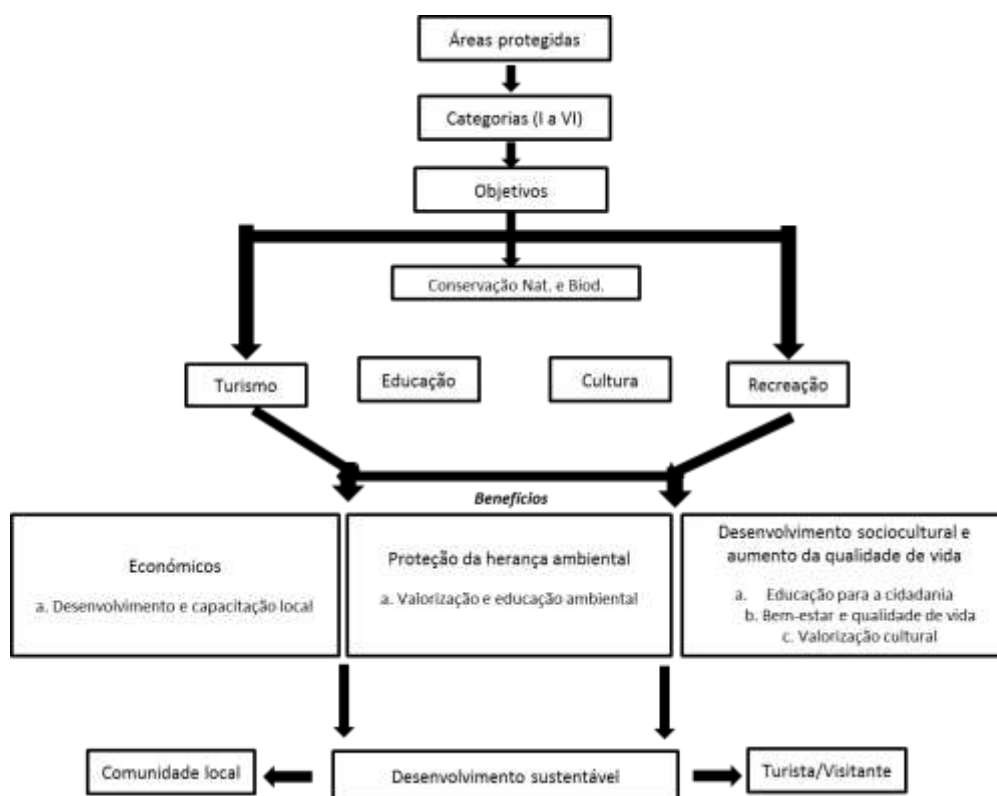 Áreas protegidas
Categorias (I a VI)
Objetivos
Conservação Nat. e Biod.
Turismo
Educação
Cultura
Recreação
Benefícios
Económicos
a. Desenvolvimento e capacitação local
Proteção da herança ambiental
a. Valorização e educação ambiental
Desenvolvimento sociocultural e
aumento da qualidade de vida
a. Educação para a cidadania
b. Bem-estar e qualidade de vida
c. Valorização cultural
Comunidade local
Desenvolvimento sustentável
Turista/Visitante